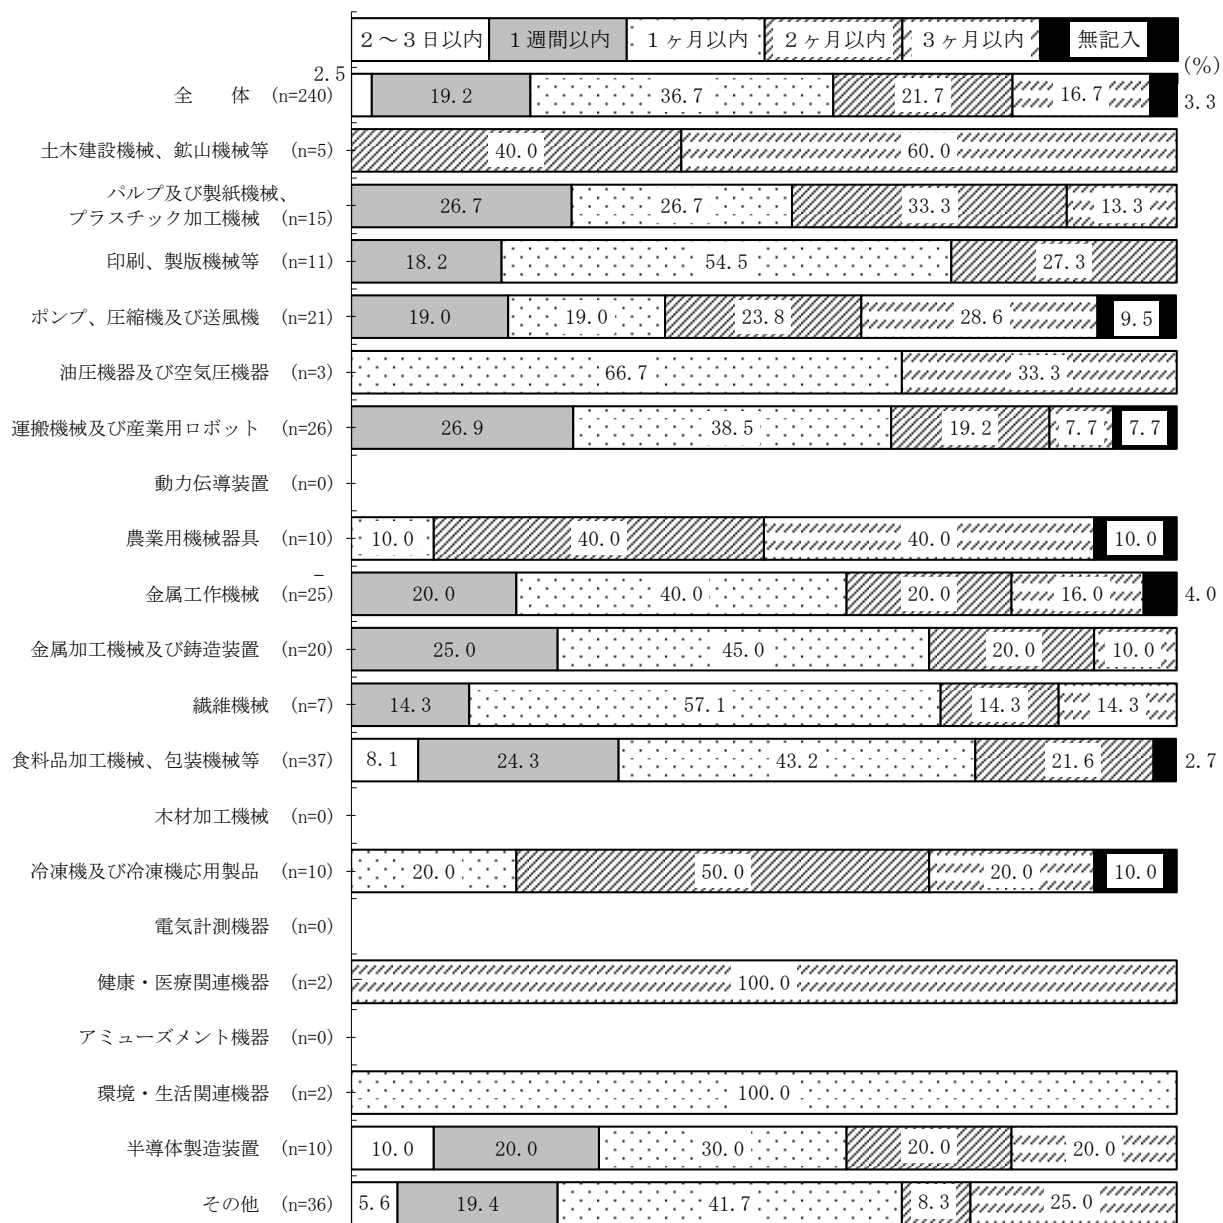 ２～３日以内 １週間以内 １ヶ月以内 ２ヶ月以内 ３ヶ月以内 無記入
(%)
全　体 (n=240) 2.5 19.2 36.7 21.7 16.7 3.3
土木建設機械、鉱山機械等 (n=5) 40.0 60.0
パルプ及び製紙機械、
プラスチック加工機械 (n=15) 26.7 26.7 33.3 13.3
印刷、製版機械等 (n=11) 18.2 54.5 27.3
ポンプ、圧縮機及び送風機 (n=21) 19.0 19.0 23.8 28.6 9.5
油圧機器及び空気圧機器 (n=3) 66.7 33.3
運搬機械及び産業用ロボット (n=26) 26.9 38.5 19.2 7.7 7.7
動力伝導装置 (n=0)
農業用機械器具 (n=10) 10.0 40.0 40.0 10.0
金属工作機械 (n=25) 20.0 40.0 20.0 16.0 4.0
金属加工機械及び鋳造装置 (n=20) 25.0 45.0 20.0 10.0
繊維機械 (n=7) 14.3 57.1 14.3 14.3
食料品加工機械、包装機械等 (n=37) 8.1 24.3 43.2 21.6 2.7
木材加工機械 (n=0)
冷凍機及び冷凍機応用製品 (n=10) 20.0 50.0 20.0 10.0
電気計測機器 (n=0)
健康・医療関連機器 (n=2) 100.0
アミューズメント機器 (n=0)
環境・生活関連機器 (n=2) 100.0
半導体製造装置 (n=10) 10.0 20.0 30.0 20.0 20.0
その他 (n=36) 5.6 19.4 41.7 8.3 25.0